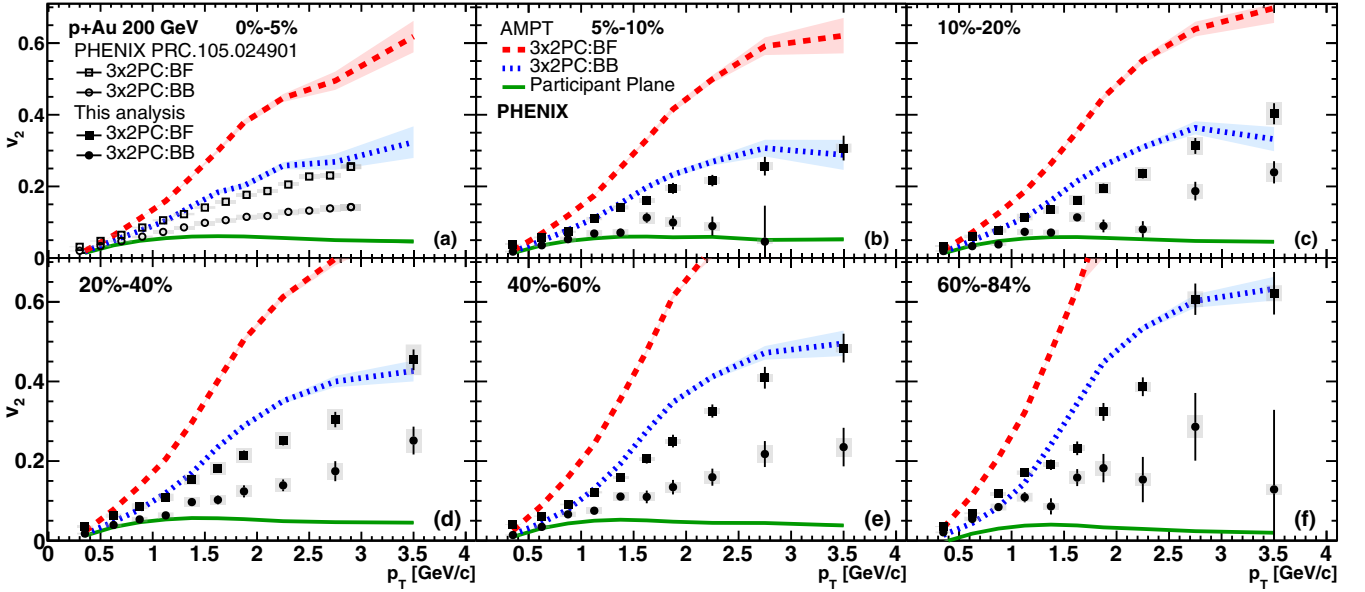 p+Au 200 GeV 0%-5%
PHENIX PRC.105.024901
3x2PC:BF
3x2PC:BB
This analysis
3x2PC:BF
3x2PC:BB
v2
0.6
0.4
0.2
0
(a)
AMPT 5%-10%
3x2PC:BF
3x2PC:BB
Participant Plane
PHENIX
(b)
10%-20%
(c)
20%-40%
v2
0.6
0.4
0.2
0
(d)
0 0.5 1 1.5 2 2.5 3 3.5 4
pT [GeV/c]
40%-60%
(e)
0.5 1 1.5 2 2.5 3 3.5 4
pT [GeV/c]
60%-84%
(f)
0.5 1 1.5 2 2.5 3 3.5 4
pT [GeV/c]